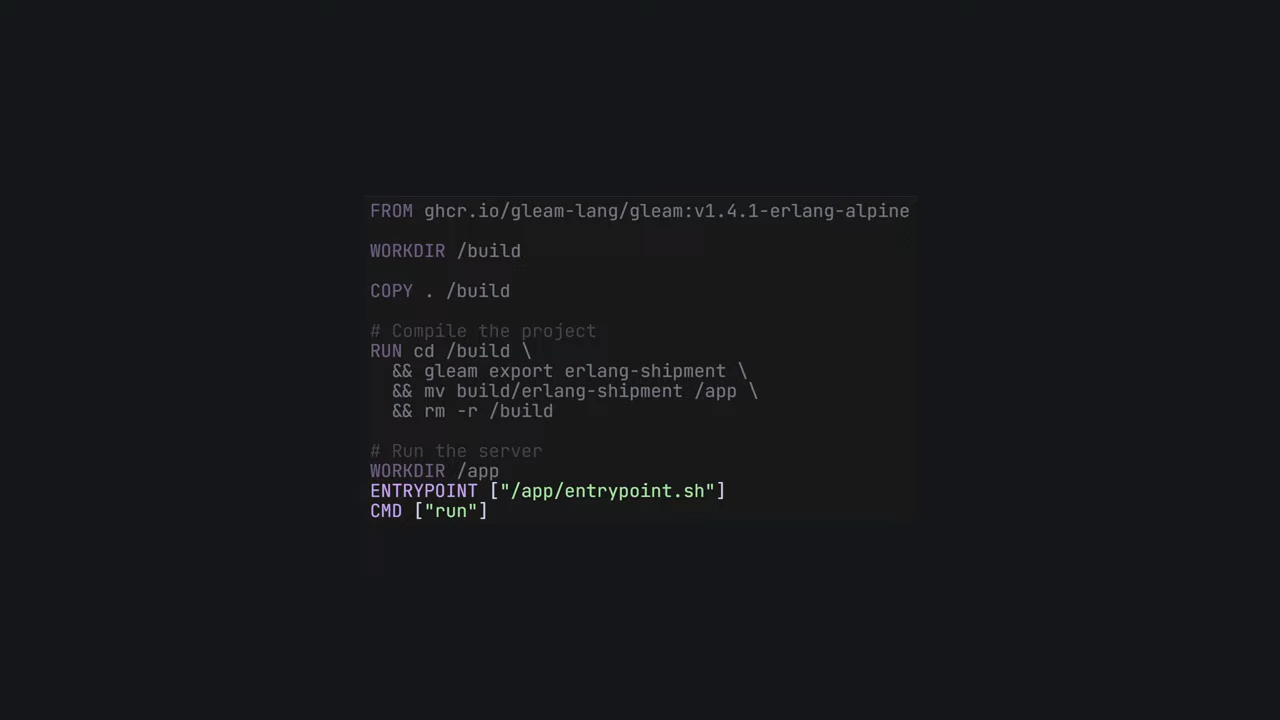 FROM ghcr.io/gleam-lang/gleam:v1.4.1-erlang-alpine
WORKDIR /build
COPY . /build
# Compile the project
RUN cd /build \
  && gleam export erlang-shipment \
  && mv build/erlang-shipment /app \
  && rm -r /build
# Run the server
WORKDIR /app
ENTRYPOINT ["/app/entrypoint.sh"]
CMD ["run"]